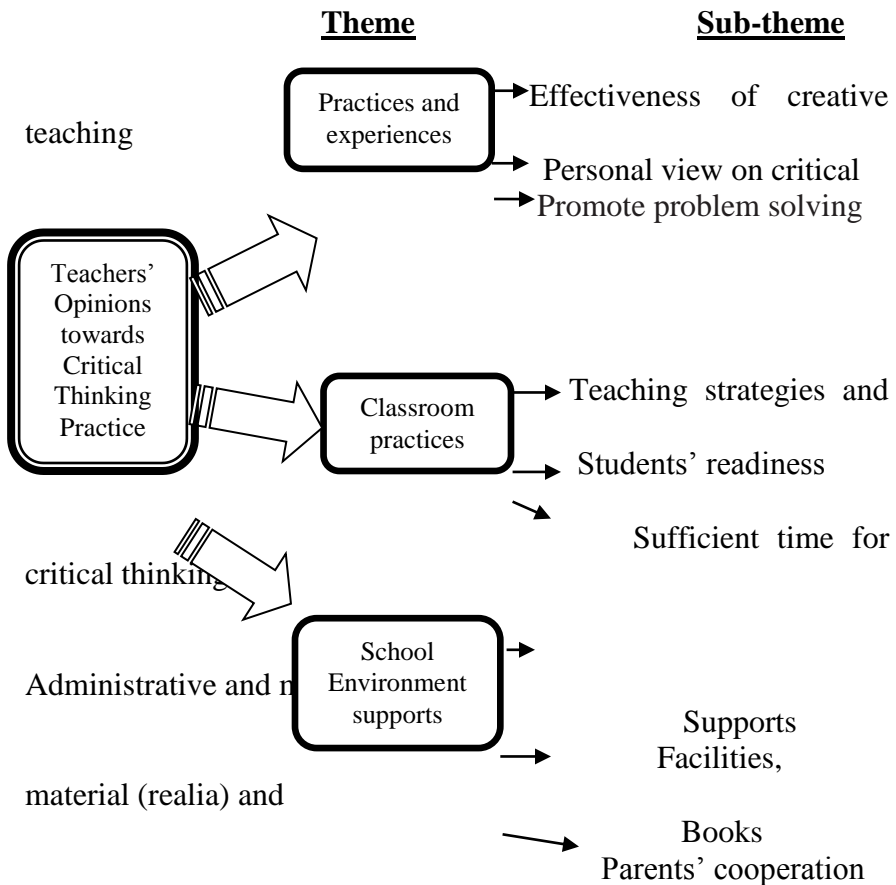 Theme Sub-theme
Practices and
experiences
Effectiveness of creative
teaching
Personal view on critical
Promote problem solving
Teachers’
Opinions
towards
Critical
Thinking
Practice
Classroom
practices
Teaching strategies and
Students’ readiness
Sufficient time for
critical thinking
School
Environment
supports
Administrative and
Supports
Facilities,
material (realia) and
Books
Parents’ cooperation